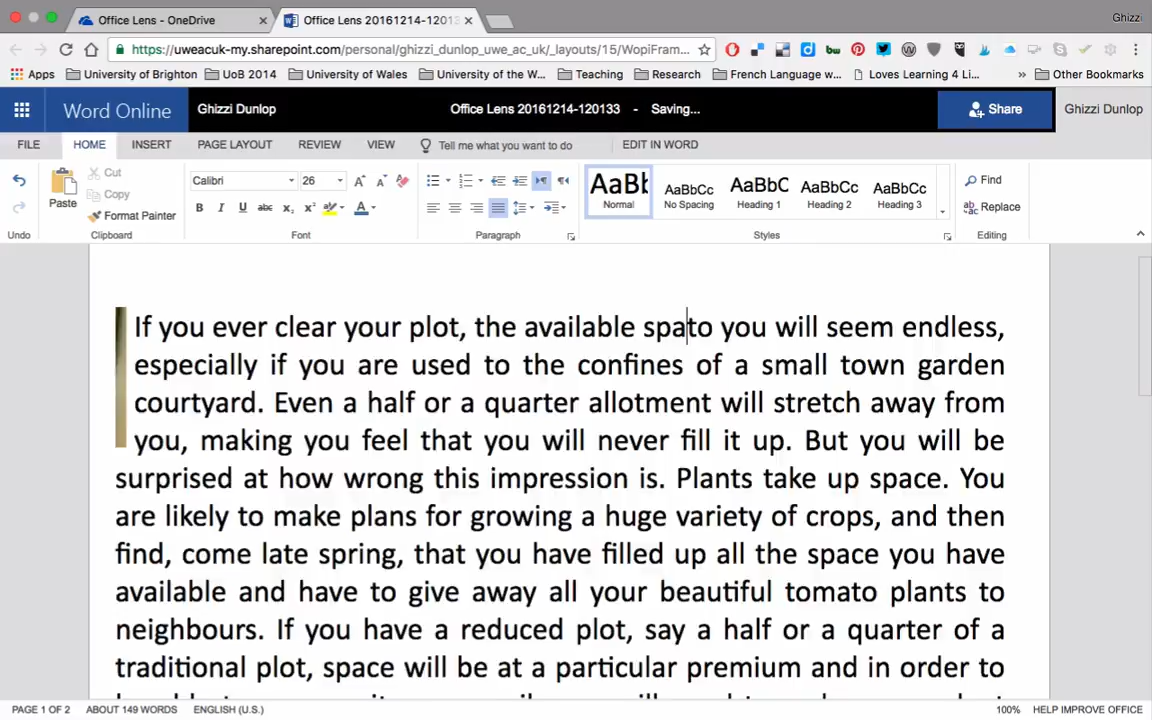 Office Lens - OneDrive
Office Lens 20161214-12013
Ghizzi
https://uweacuk-my.sharepoint.com/personal/ghizzi_dunlop_uwe_ac_uk/_layouts/15/WopiFram...
Apps University of Brighton UoB 2014 University of Wales University of the W... Teaching Research French Language w... Loves Learning 4 Li... » Other Bookmarks
Word Online Ghizzi Dunlop Office Lens 20161214-120133 - Saving... Share Ghizzi Dunlop
FILE HOME INSERT PAGE LAYOUT REVIEW VIEW Tell me what you want to do EDIT IN WORD
Paste
Cut
Copy
Format Painter
Calibri 26
B I U abc x₂ x² A
AaBb Normal
AaBbCc No Spacing
AaBbC Heading 1
AaBbCc Heading 2
AaBbCc Heading 3
Find
Replace
Undo Clipboard Font Paragraph Styles Editing
If you ever clear your plot, the available spato you will seem endless,
especially if you are used to the confines of a small town garden
courtyard. Even a half or a quarter allotment will stretch away from
you, making you feel that you will never fill it up. But you will be
surprised at how wrong this impression is. Plants take up space. You
are likely to make plans for growing a huge variety of crops, and then
find, come late spring, that you have filled up all the space you have
available and have to give away all your beautiful tomato plants to
neighbours. If you have a reduced plot, say a half or a quarter of a
traditional plot, space will be at a particular premium and in order to
PAGE 1 OF 2 ABOUT 149 WORDS ENGLISH (U.S.) 100% HELP IMPROVE OFFICE